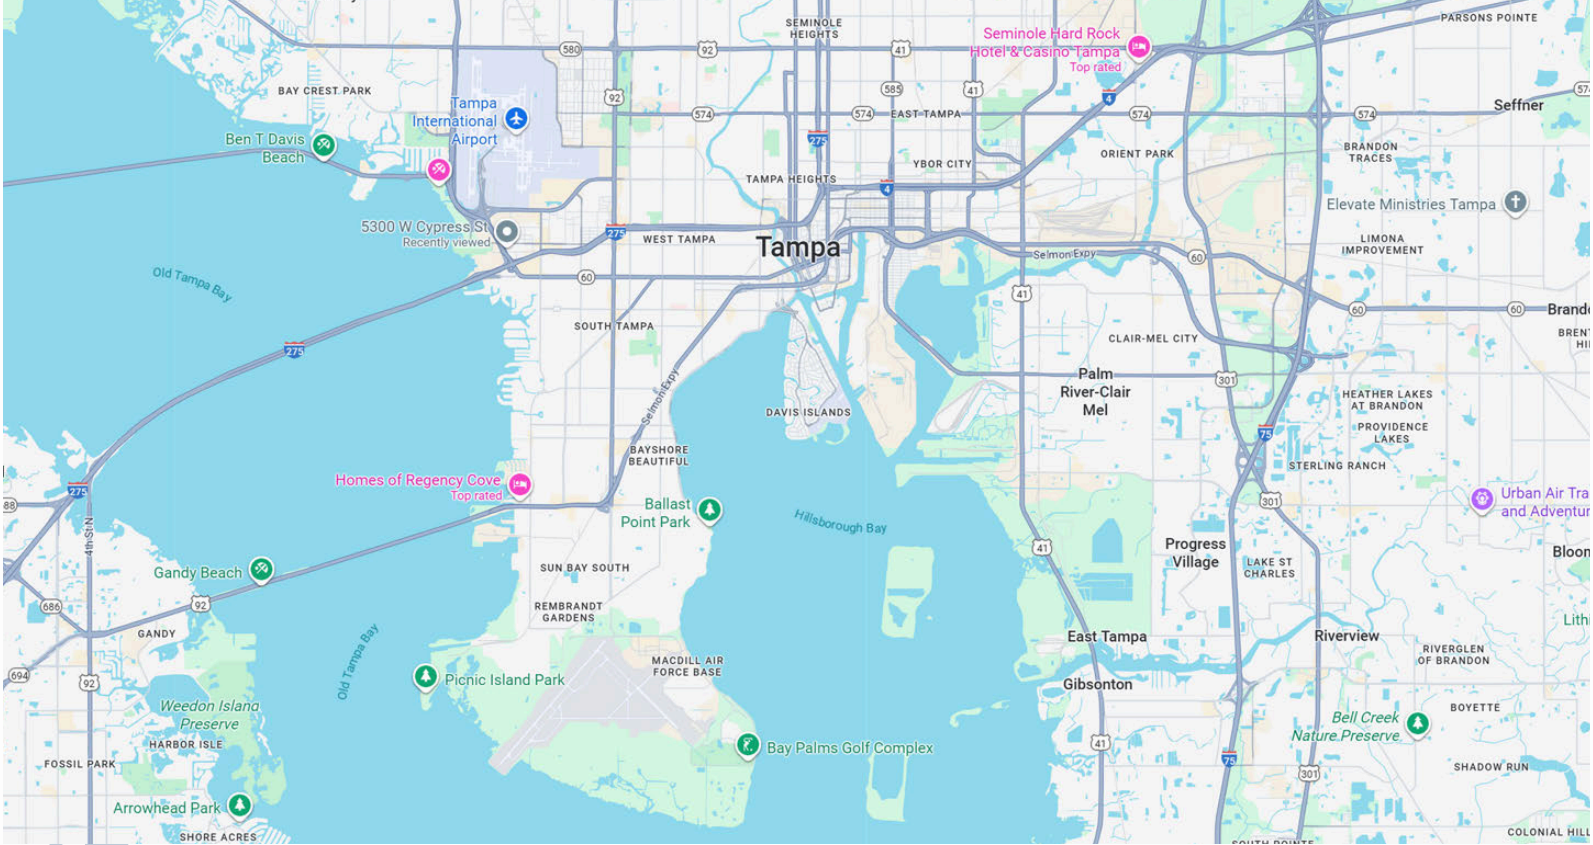 SEMINOLE
HEIGHTS
PARSONS POINTE
Seminole Hard Rock
Hotel & Casino Tampa
Top rated
580
92
41
BAY CREST PARK
92
585
41
4
574
Seffner
Tampa
International
Airport
574
574
EAST TAMPA
574
574
Ben T Davis
Beach
275
BRANDON
TRACES
ORIENT PARK
YBOR CITY
TAMPA HEIGHTS
4
Elevate Ministries Tampa
5300 W Cypress St
Recently viewed
275
WEST TAMPA
Tampa
Selmon Expy
60
LIMONA
IMPROVEMENT
Old Tampa Bay
60
41
60
60
SOUTH TAMPA
CLAIR-MEL CITY
275
Palm
River-Clair
Mel
301
Selmon Expy
DAVIS ISLANDS
HEATHER LAKES
AT BRANDON
PROVIDENCE
LAKES
75
BAYSHORE
BEAUTIFUL
STERLING RANCH
Homes of Regency Cove
Top rated
275
301
Urban Air Tra
and Adventur
Ballast
Point Park
Hillsborough Bay
4th St N
41
Progress
Village
Gandy Beach
SUN BAY SOUTH
LAKE ST
CHARLES
686
92
REMBRANDT
GARDENS
GANDY
East Tampa
Riverview
Old Tampa Bay
694
92
Picnic Island Park
MACDILL AIR
FORCE BASE
Gibsonton
RIVERGLEN
OF BRANDON
Weedon Island
Preserve
BOYETTE
Bell Creek
Nature Preserve
HARBOR ISLE
Bay Palms Golf Complex
41
75
301
FOSSIL PARK
SHADOW RUN
Arrowhead Park
SHORE ACRES